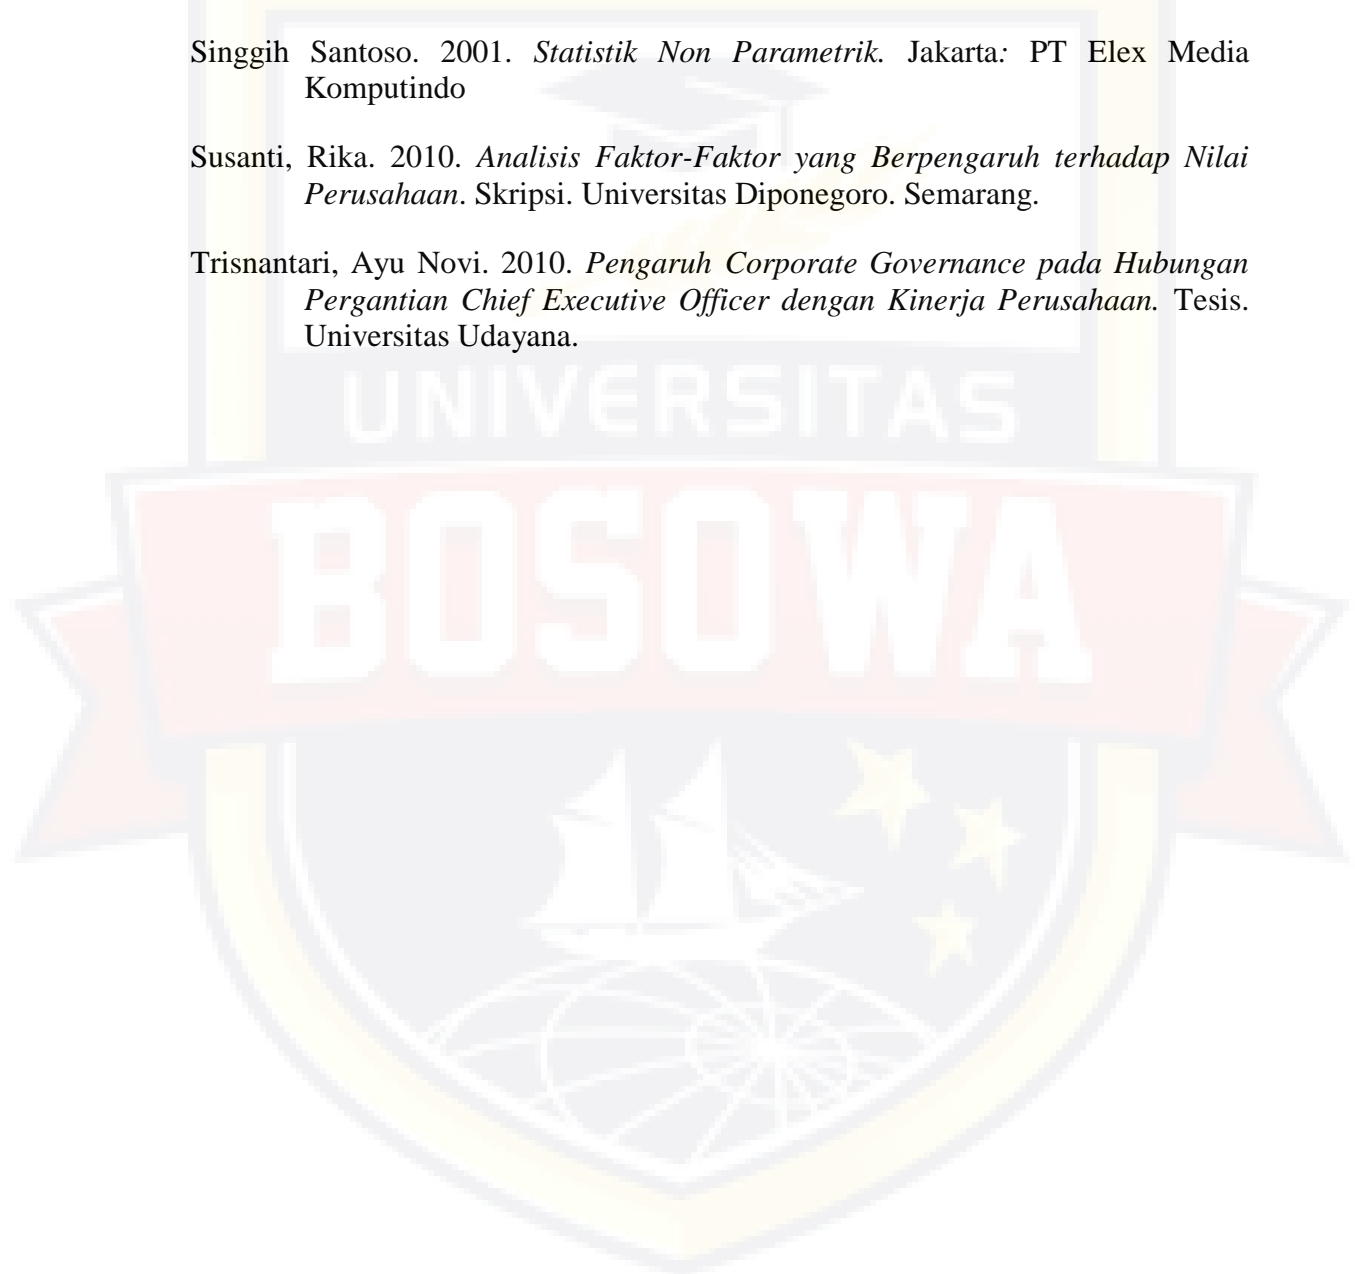 Singgih Santoso. 2001. Statistik Non Parametrik. Jakarta: PT Elex Media
Komputindo
Susanti, Rika. 2010. Analisis Faktor-Faktor yang Berpengaruh terhadap Nilai
Perusahaan. Skripsi. Universitas Diponegoro. Semarang.
Trisnantari, Ayu Novi. 2010. Pengaruh Corporate Governance pada Hubungan
Pergantian Chief Executive Officer dengan Kinerja Perusahaan. Tesis.
Universitas Udayana.
UNIVERSITAS
BOSOWA